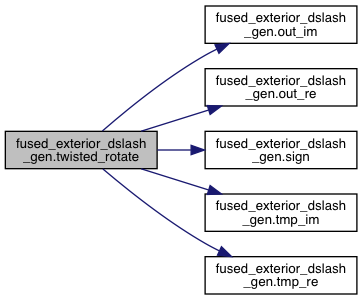 fused_exterior_dslash
_gen.twisted_rotate
fused_exterior_dslash
_gen.out_im
fused_exterior_dslash
_gen.out_re
fused_exterior_dslash
_gen.sign
fused_exterior_dslash
_gen.tmp_im
fused_exterior_dslash
_gen.tmp_re